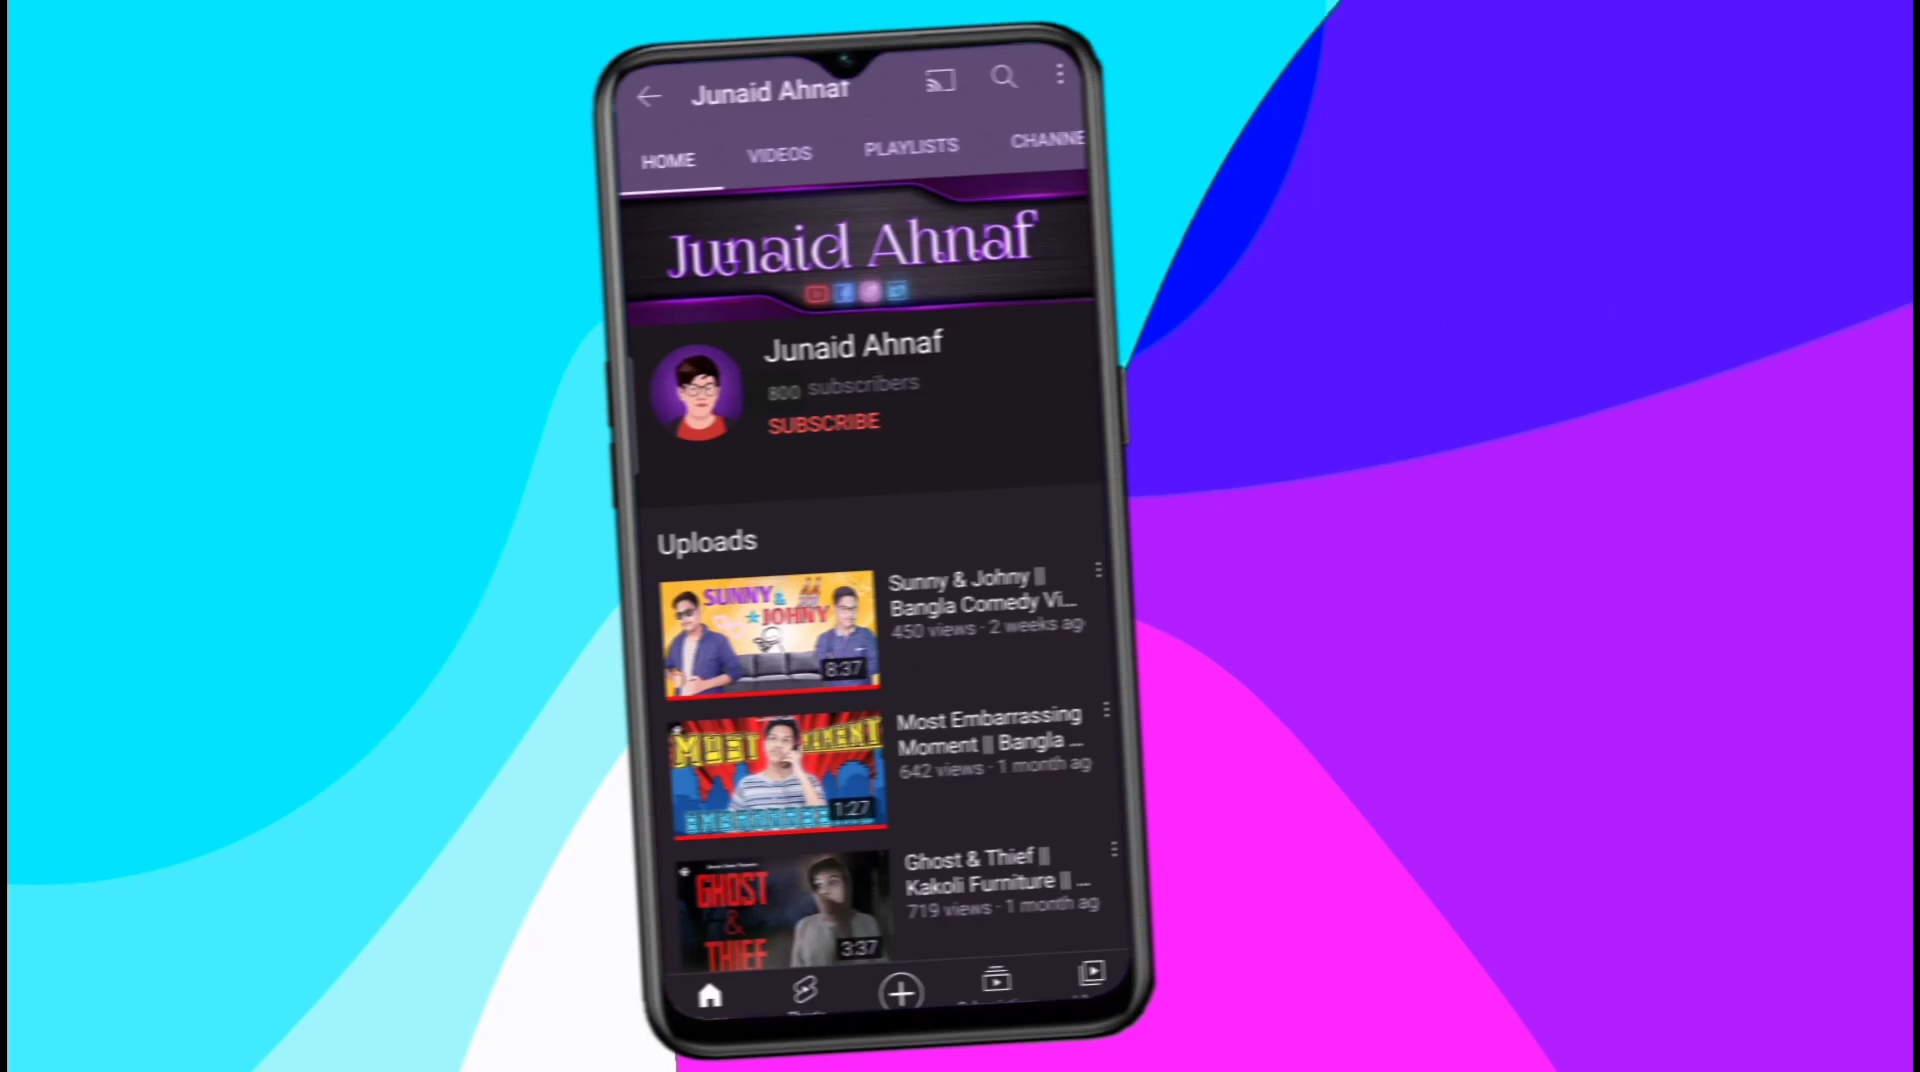 Junaid Ahnaf
HOME VIDEOS PLAYLISTS CHANNE
Junaid Ahnaf
Junaid Ahnaf
800 subscribers
SUBSCRIBE
Uploads
SUNNY &
JOHNY
8:37
Sunny & Johny ||
Bangla Comedy Vi...
450 views · 2 weeks ag
MOST MOMENT
1:27
Most Embarrassing
Moment || Bangla ...
642 views · 1 month ag
GHOST
&
THIEF
3:37
Ghost & Thief ||
Kakoli Furniture || ...
719 views · 1 month ag